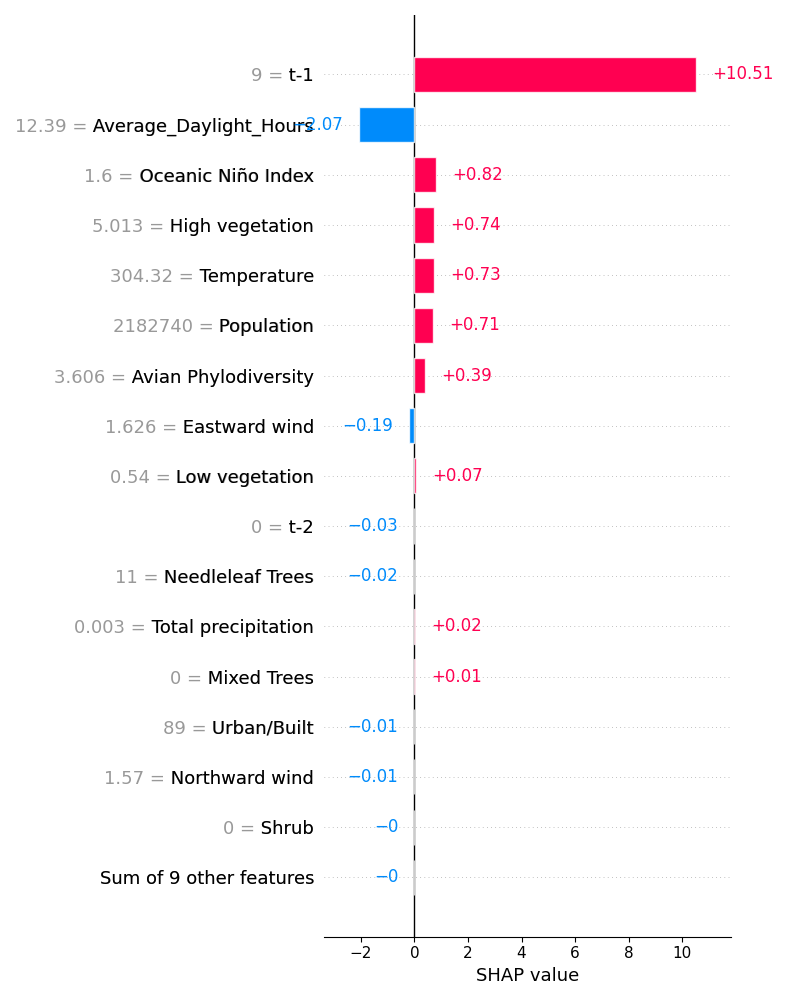 9 = t-1 +10.51
12.39 = Average_Daylight_Hours −2.07
1.6 = Oceanic Niño Index +0.82
5.013 = High vegetation +0.74
304.32 = Temperature +0.73
2182740 = Population +0.71
3.606 = Avian Phylodiversity +0.39
1.626 = Eastward wind −0.19
0.54 = Low vegetation +0.07
0 = t-2 −0.03
11 = Needleleaf Trees −0.02
0.003 = Total precipitation +0.02
0 = Mixed Trees +0.01
89 = Urban/Built −0.01
1.57 = Northward wind −0.01
0 = Shrub −0
Sum of 9 other features −0
−2 0 2 4 6 8 10
SHAP value